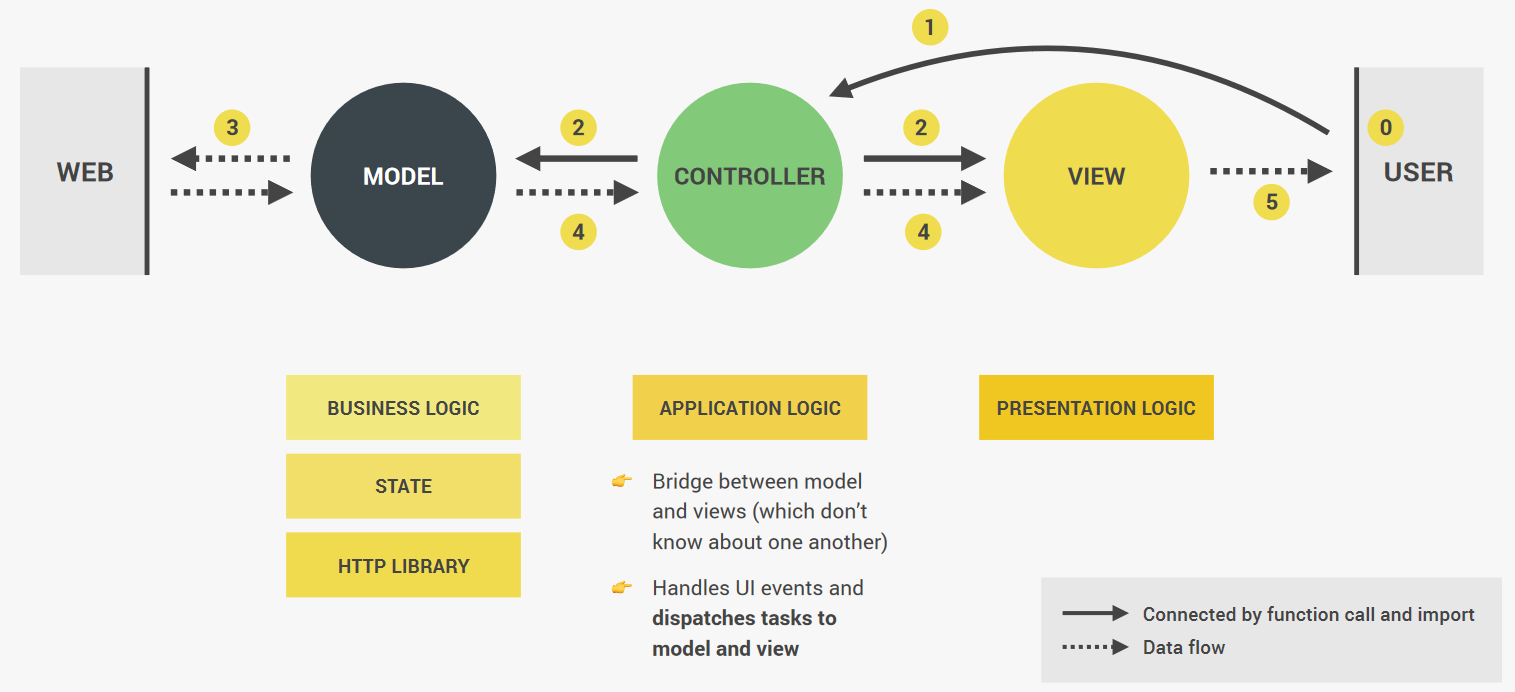 1
3
2
2
0
WEB
MODEL
CONTROLLER
VIEW
USER
4
4
5
BUSINESS LOGIC
APPLICATION LOGIC
PRESENTATION LOGIC
STATE
HTTP LIBRARY
Bridge between model
and views (which don’t
know about one another)
Handles UI events and
dispatches tasks to
model and view
Connected by function call and import
Data flow